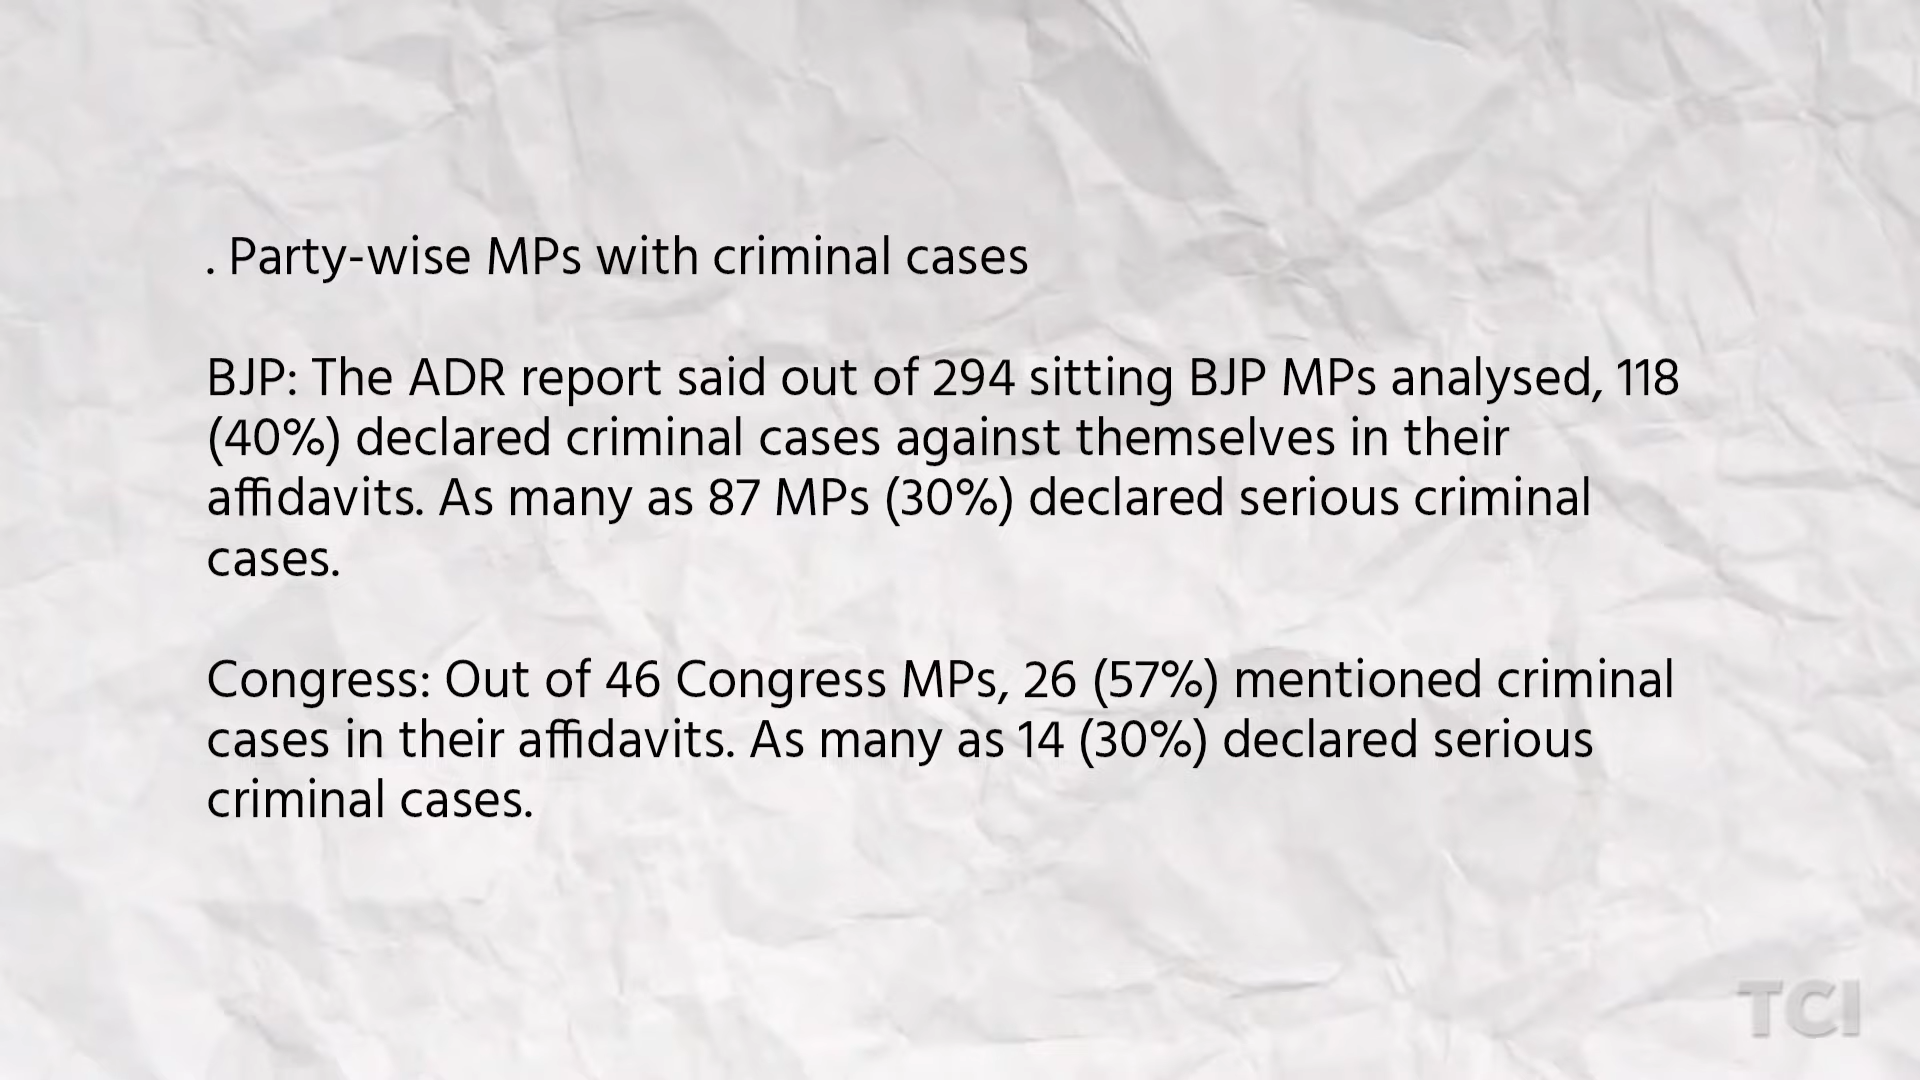 . Party-wise MPs with criminal cases
BJP: The ADR report said out of 294 sitting BJP MPs analysed, 118
(40%) declared criminal cases against themselves in their
affidavits. As many as 87 MPs (30%) declared serious criminal
cases.
Congress: Out of 46 Congress MPs, 26 (57%) mentioned criminal
cases in their affidavits. As many as 14 (30%) declared serious
criminal cases.
TCI